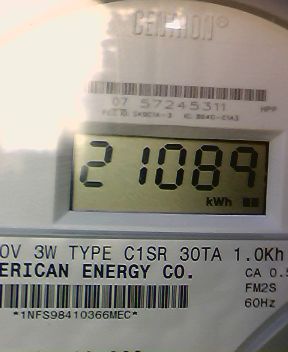 CENTRON®
07 57245311 HPP
21089
kWh
0V 3W TYPE C1SR 30TA 1.0Kh
ERICAN ENERGY CO.
CA 0.5
FM2S
60Hz
*1NFS98410366MEC*